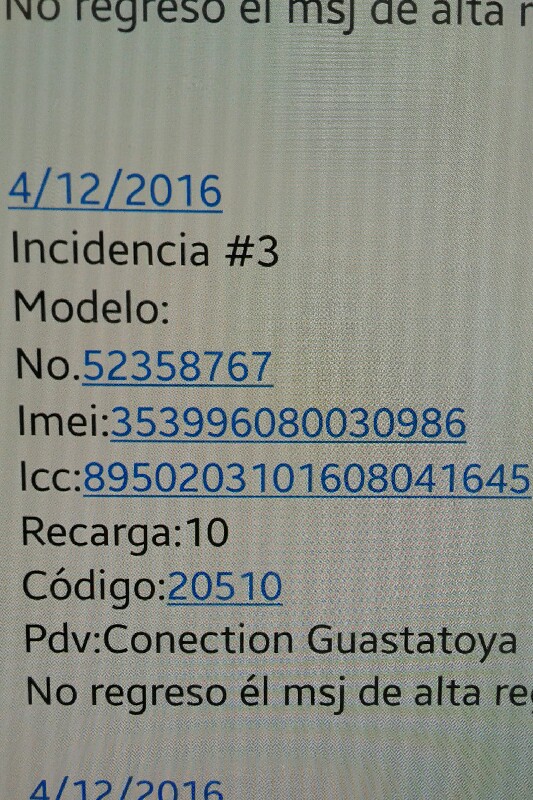 No regreso él msj de alta
4/12/2016
Incidencia #3
Modelo:
No.52358767
Imei:353996080030986
Icc:8950203101608041645
Recarga:10
Código:20510
Pdv:Conection Guastatoya
No regreso él msj de alta
4/12/2016